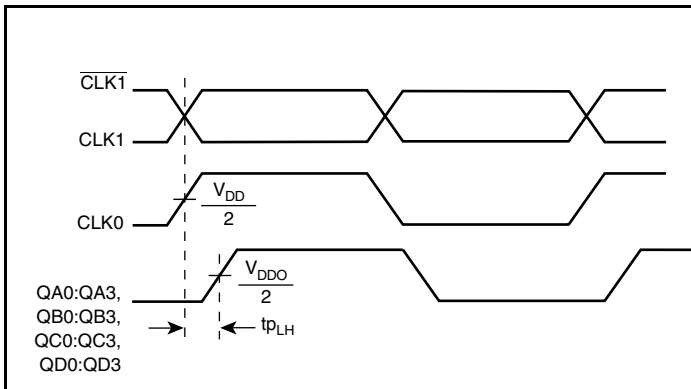 CLK1
CLK1
CLK0
V_DD
2
V_DDO
2
QA0:QA3,
QB0:QB3,
QC0:QC3,
QD0:QD3
tp_LH